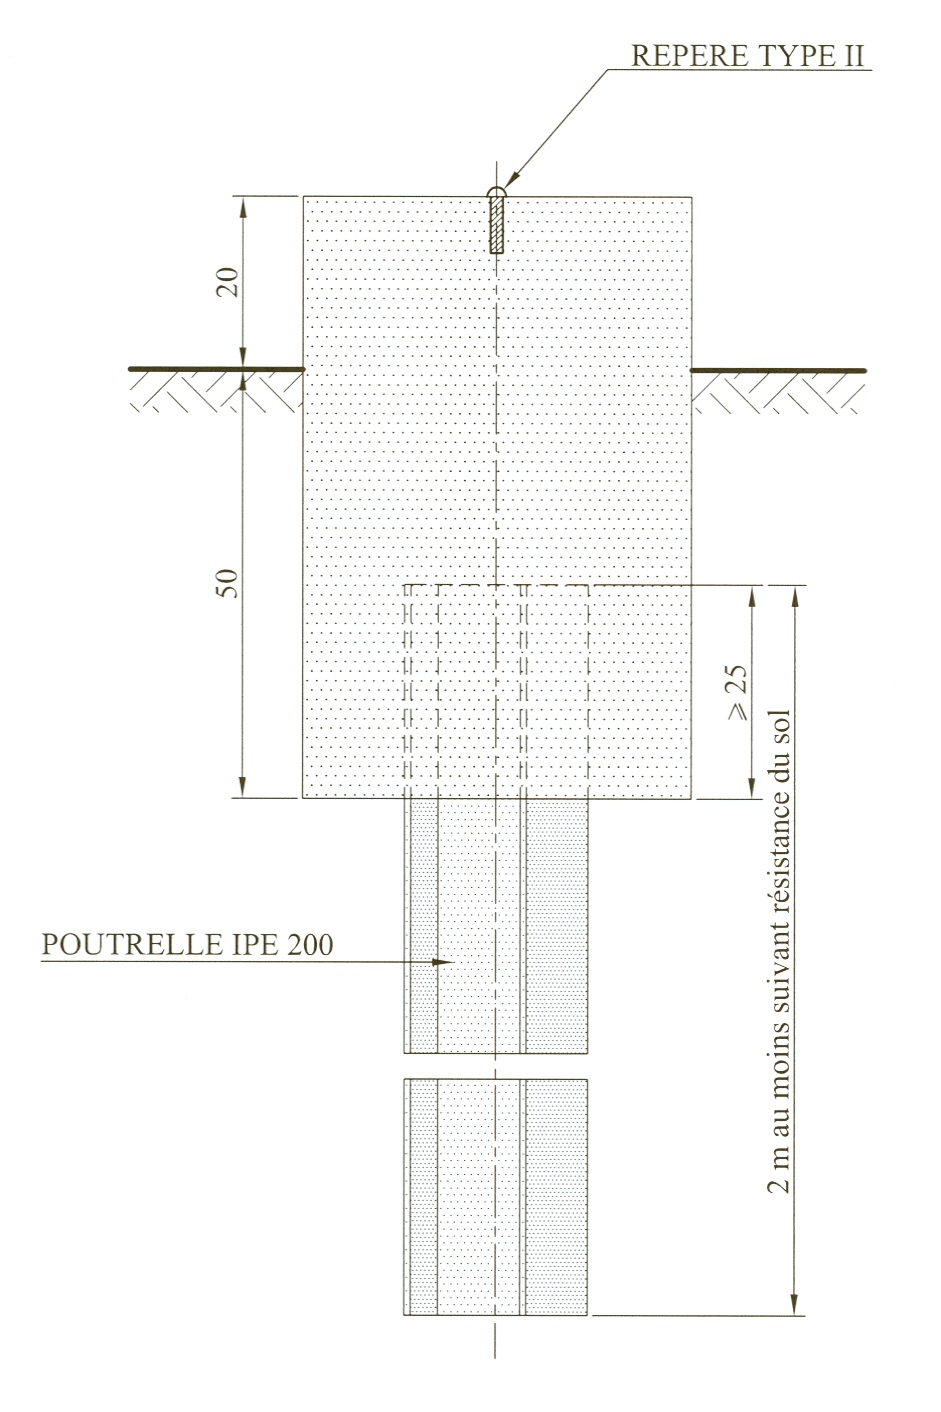 REPERE TYPE II
20
50
⩾ 25
2 m au moins suivant résistance du sol
POUTRELLE IPE 200